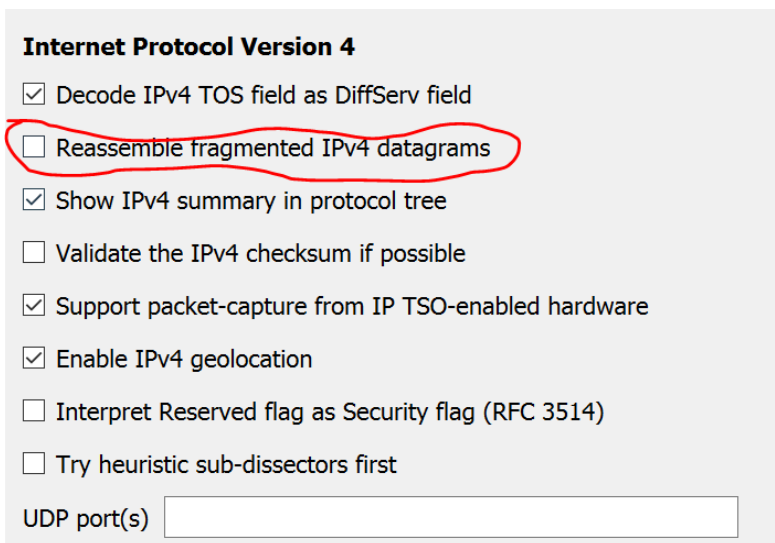 Internet Protocol Version 4
Decode IPv4 TOS field as DiffServ field
Reassemble fragmented IPv4 datagrams
Show IPv4 summary in protocol tree
Validate the IPv4 checksum if possible
Support packet-capture from IP TSO-enabled hardware
Enable IPv4 geolocation
Interpret Reserved flag as Security flag (RFC 3514)
Try heuristic sub-dissectors first
UDP port(s)